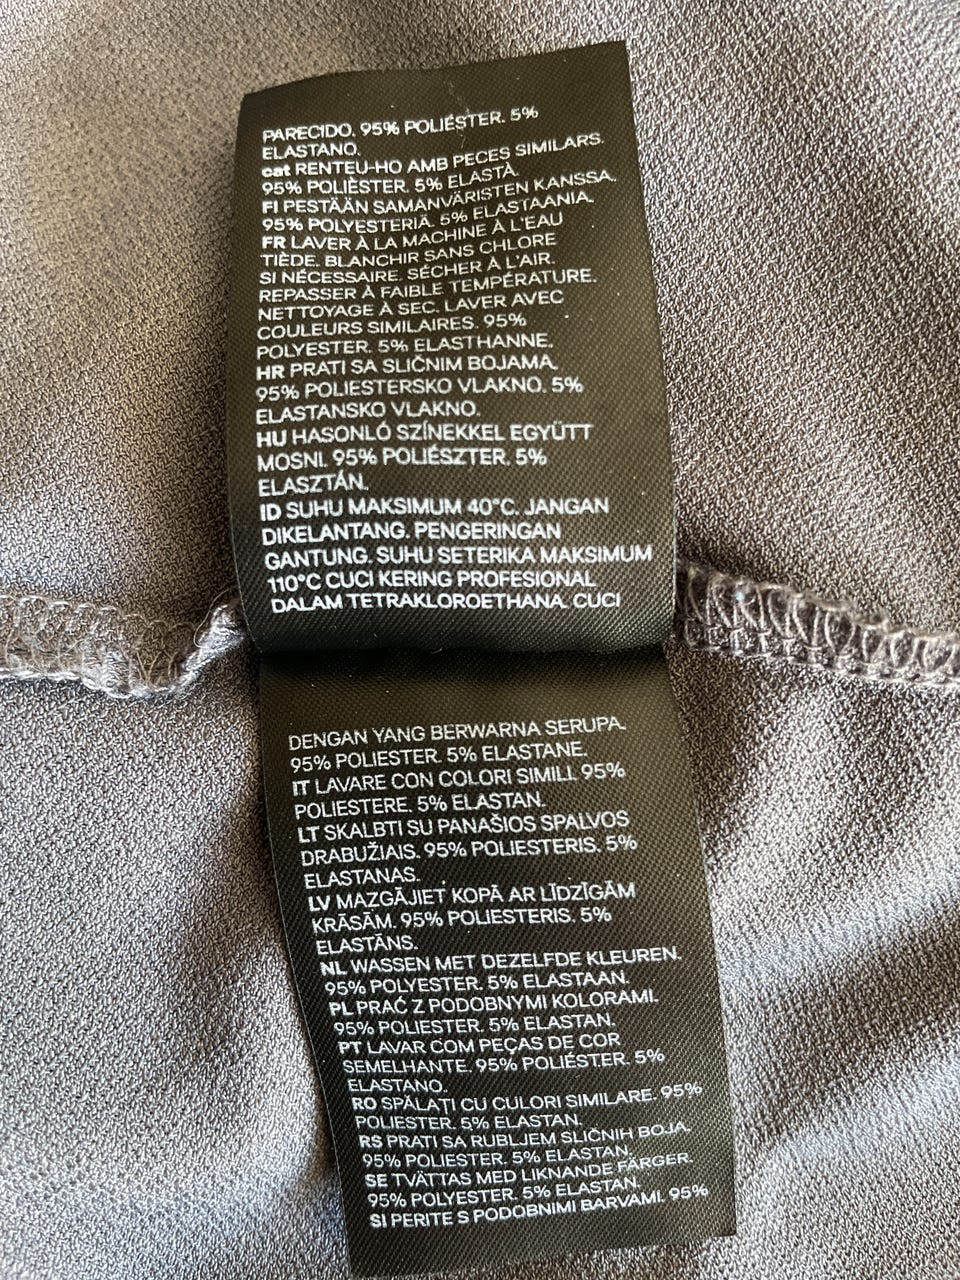 PARECIDO. 95% POLIÉSTER. 5%
ELASTANO.
cat RENTEU-HO AMB PECES SIMILARS.
95% POLIÈSTER. 5% ELASTÀ.
FI PESTÄÄN SAMANVÄRISTEN KANSSA.
95% POLYESTERIÄ. 5% ELASTAANIA.
FR LAVER À LA MACHINE À L'EAU
TIÈDE. BLANCHIR SANS CHLORE
SI NÉCESSAIRE. SÉCHER À L'AIR.
REPASSER À FAIBLE TEMPÉRATURE.
NETTOYAGE À SEC. LAVER AVEC
COULEURS SIMILAIRES. 95%
POLYESTER. 5% ELASTHANNE.
HR PRATI SA SLIČNIM BOJAMA.
95% POLIESTERSKO VLAKNO. 5%
ELASTANSKO VLAKNO.
HU HASONLÓ SZÍNEKKEL EGYÜTT
MOSNI. 95% POLIÉSZTER. 5%
ELASZTÁN.
ID SUHU MAKSIMUM 40°C. JANGAN
DIKELANTANG. PENGERINGAN
GANTUNG. SUHU SETERIKA MAKSIMUM
110°C CUCI KERING PROFESIONAL
DALAM TETRAKLOROETHANA. CUCI
DENGAN YANG BERWARNA SERUPA.
95% POLIESTER. 5% ELASTANE.
IT LAVARE CON COLORI SIMILI. 95%
POLIESTERE. 5% ELASTAN.
LT SKALBTI SU PANAŠIOS SPALVOS
DRABUŽIAIS. 95% POLIESTERIS. 5%
ELASTANAS.
LV MAZGĀJIET KOPĀ AR LĪDZĪGĀM
KRĀSĀM. 95% POLIESTERIS. 5%
ELASTĀNS.
NL WASSEN MET DEZELFDE KLEUREN.
95% POLYESTER. 5% ELASTAAN.
PL PRAĆ Z PODOBNYMI KOLORAMI.
95% POLIESTER. 5% ELASTAN.
PT LAVAR COM PEÇAS DE COR
SEMELHANTE. 95% POLIÉSTER. 5%
ELASTANO.
RO SPĂLAȚI CU CULORI SIMILARE. 95%
POLIESTER. 5% ELASTAN.
RS PRATI SA RUBLJEM SLIČNIH BOJA.
95% POLIESTER. 5% ELASTAN.
SE TVÄTTAS MED LIKNANDE FÄRGER.
95% POLYESTER. 5% ELASTAN.
SI PERITE S PODOBNIMI BARVAMI. 95%